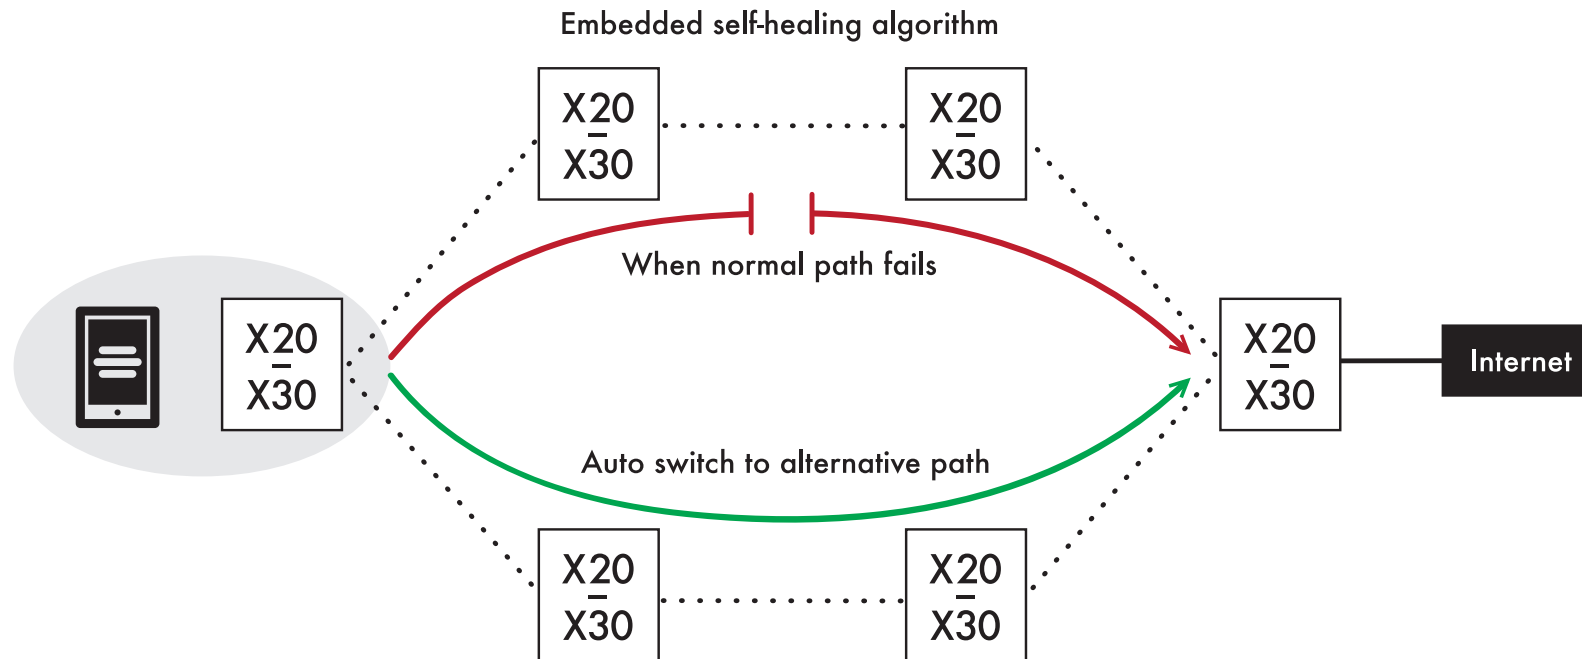 Embedded self-healing algorithm
X20
–
X30
X20
–
X30
When normal path fails
X20
–
X30
X20
–
X30
Internet
Auto switch to alternative path
X20
–
X30
X20
–
X30